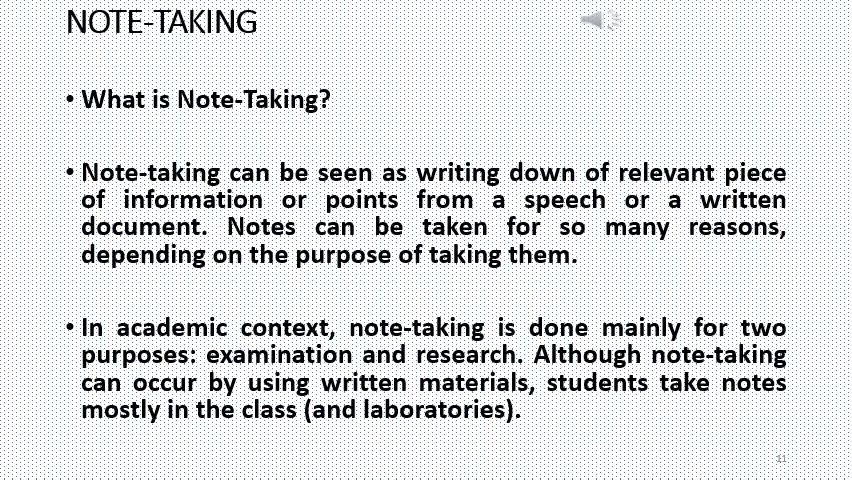 NOTE-TAKING
• What is Note-Taking?
• Note-taking can be seen as writing down of relevant piece
of information or points from a speech or a written
document. Notes can be taken for so many reasons,
depending on the purpose of taking them.
• In academic context, note-taking is done mainly for two
purposes: examination and research. Although note-taking
can occur by using written materials, students take notes
mostly in the class (and laboratories).
11